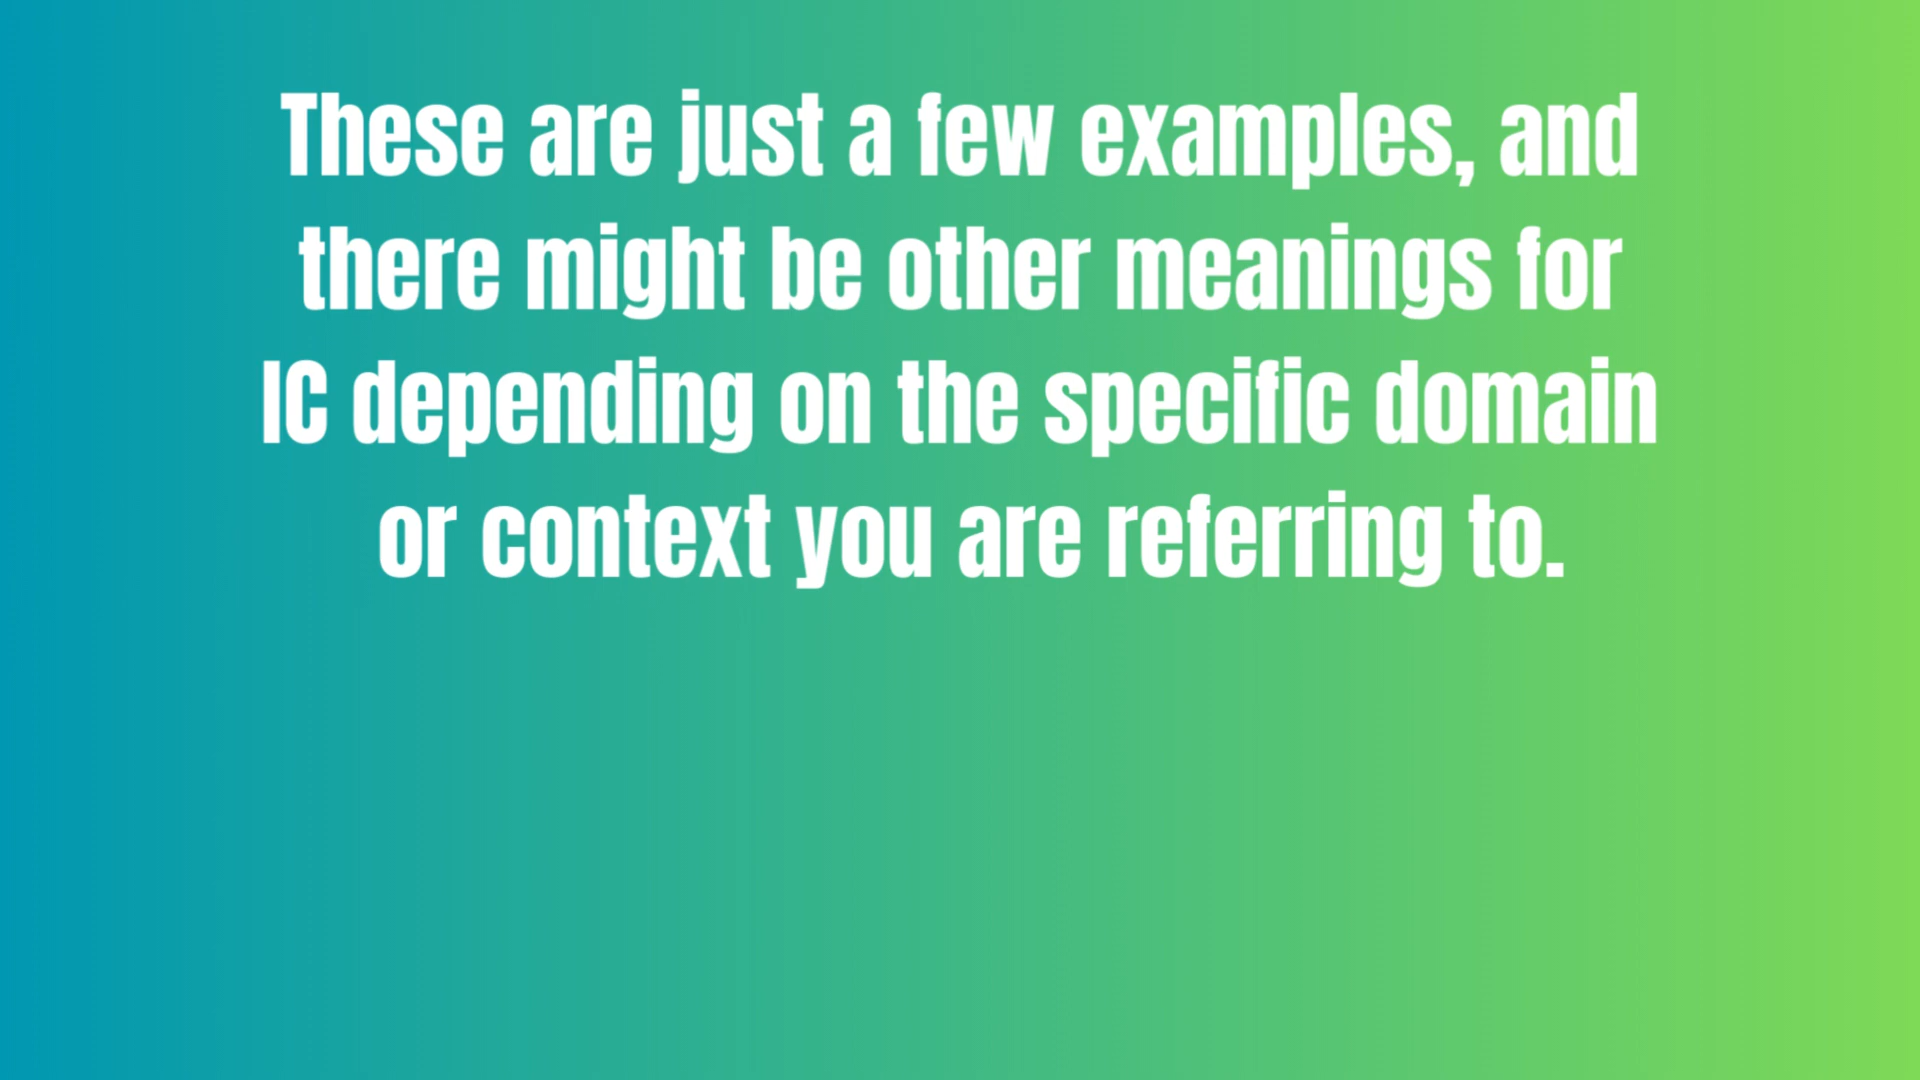 These are just a few examples, and
there might be other meanings for
IC depending on the specific domain
or context you are referring to.